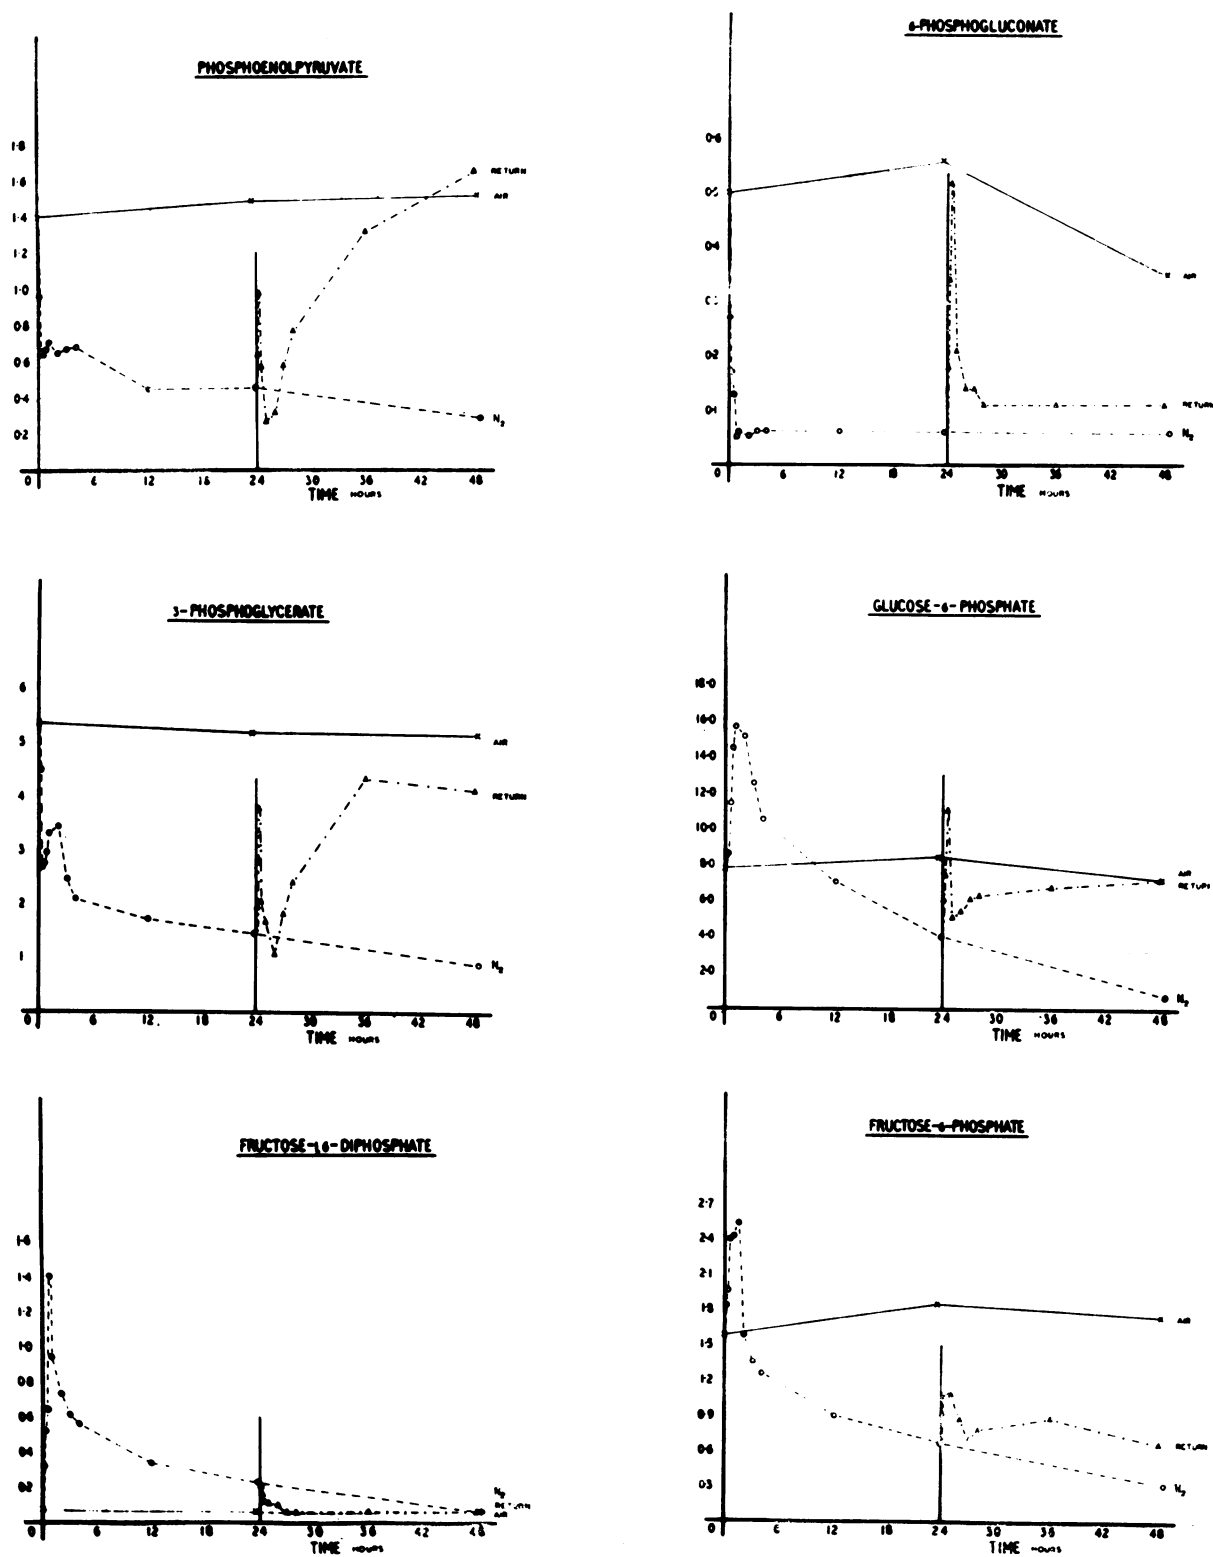 PHOSPHOENOLPYRUVATE
1·8
1·6
1·4
1·2
1·0
0·8
0·6
0·4
0·2
RETURN
AIR
N₂
0 6 12 18 24 30 36 42 48
TIME HOURS
6-PHOSPHOGLUCONATE
0·6
0·5
0·4
0·2
0·1
AIR
RETURN
N₂
0 6 12 18 24 30 36 42 48
TIME HOURS
3-PHOSPHOGLYCERATE
6
5
4
3
2
1
AIR
RETURN
N₂
0 6 12 18 24 30 36 42 48
TIME HOURS
GLUCOSE-6-PHOSPHATE
18·0
16·0
14·0
12·0
10·0
8·0
6·0
4·0
2·0
AIR
RETURN
N₂
0 6 12 18 24 30 36 42 48
TIME HOURS
FRUCTOSE-1,6-DIPHOSPHATE
1·6
1·4
1·2
1·0
0·8
0·6
0·4
0·2
N₂
RETURN
AIR
0 6 12 18 24 30 36 42 48
TIME HOURS
FRUCTOSE-6-PHOSPHATE
2·7
2·4
2·1
1·8
1·5
1·2
0·9
0·6
0·3
AIR
RETURN
N₂
0 6 12 18 24 30 36 42 48
TIME HOURS